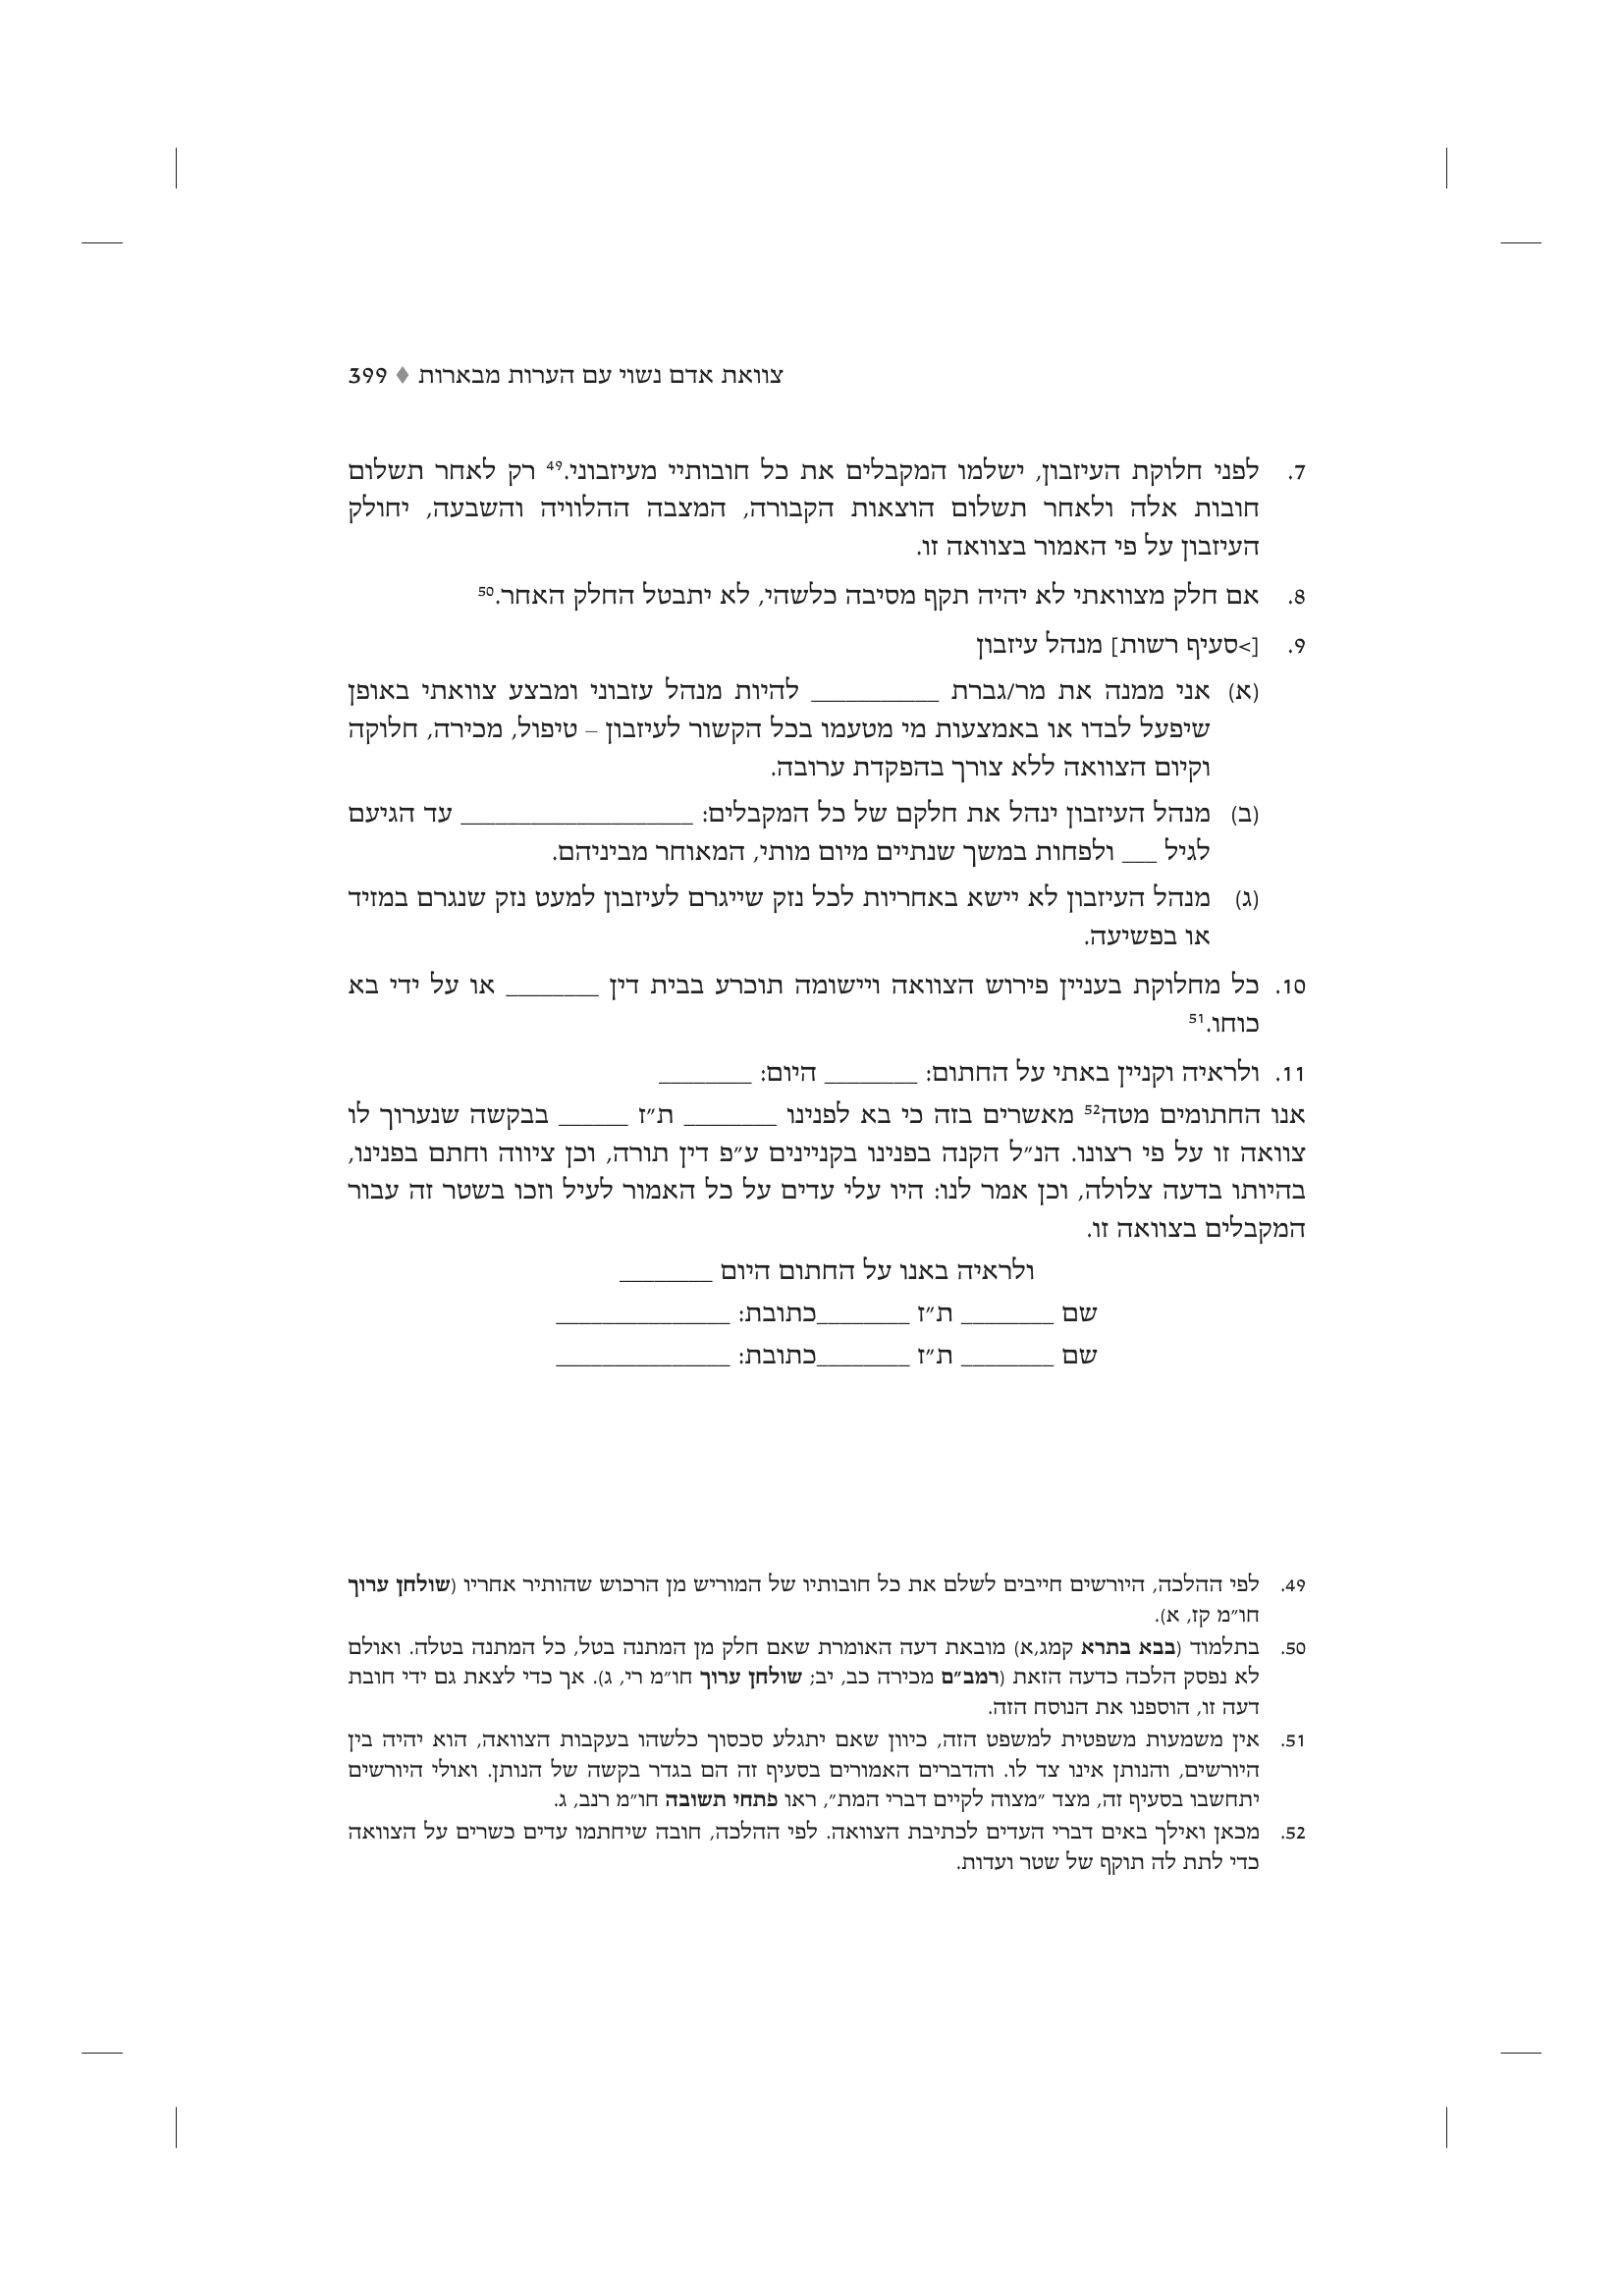 צוואת אדם נשוי עם הערות מבארות ♦ 399
7. לפני חלוקת העיזבון, ישלמו המקבלים את כל חובותיי מעיזבוני.49 רק לאחר תשלום
חובות אלה ולאחר תשלום הוצאות הקבורה, המצבה ההלוויה והשבעה, יחולק
העיזבון על פי האמור בצוואה זו.
8. אם חלק מצוואתי לא יהיה תקף מסיבה כלשהי, לא יתבטל החלק האחר.50
9. [>סעיף רשות] מנהל עיזבון
(א) אני ממנה את מר/גברת ___________ להיות מנהל עזבוני ומבצע צוואתי באופן
שיפעל לבדו או באמצעות מי מטעמו בכל הקשור לעיזבון – טיפול, מכירה, חלוקה
וקיום הצוואה ללא צורך בהפקדת ערובה.
(ב) מנהל העיזבון ינהל את חלקם של כל המקבלים: ____________________ עד הגיעם
לגיל ___ ולפחות במשך שנתיים מיום מותי, המאוחר מביניהם.
(ג) מנהל העיזבון לא יישא באחריות לכל נזק שייגרם לעיזבון למעט נזק שנגרם במזיד
או בפשיעה.
10. כל מחלוקת בעניין פירוש הצוואה ויישומה תוכרע בבית דין ________ או על ידי בא
כוחו.51
11. ולראיה וקניין באתי על החתום: ________ היום: ________
אנו החתומים מטה52 מאשרים בזה כי בא לפנינו ________ ת״ז ______ בבקשה שנערוך לו
צוואה זו על פי רצונו. הנ״ל הקנה בפנינו בקניינים ע״פ דין תורה, וכן ציווה וחתם בפנינו,
בהיותו בדעה צלולה, וכן אמר לנו: היו עלי עדים על כל האמור לעיל וזכו בשטר זה עבור
המקבלים בצוואה זו.
ולראיה באנו על החתום היום ________
שם ________ ת״ז ________כתובת: _______________
שם ________ ת״ז ________כתובת: _______________
49. לפי ההלכה, היורשים חייבים לשלם את כל חובותיו של המוריש מן הרכוש שהותיר אחריו (שולחן ערוך
חו״מ קז, א).
50. בתלמוד (בבא בתרא קמג,א) מובאת דעה האומרת שאם חלק מן המתנה בטל, כל המתנה בטלה. ואולם
לא נפסק הלכה כדעה הזאת (רמב״ם מכירה כב, יב; שולחן ערוך חו״מ רי, ג). אך כדי לצאת גם ידי חובת
דעה זו, הוספנו את הנוסח הזה.
51. אין משמעות משפטית למשפט הזה, כיוון שאם יתגלע סכסוך כלשהו בעקבות הצוואה, הוא יהיה בין
היורשים, והנותן אינו צד לו. והדברים האמורים בסעיף זה הם בגדר בקשה של הנותן. ואולי היורשים
יתחשבו בסעיף זה, מצד ״מצוה לקיים דברי המת״, ראו פתחי תשובה חו״מ רנב, ג.
52. מכאן ואילך באים דברי העדים לכתיבת הצוואה. לפי ההלכה, חובה שיחתמו עדים כשרים על הצוואה
כדי לתת לה תוקף של שטר ועדות.